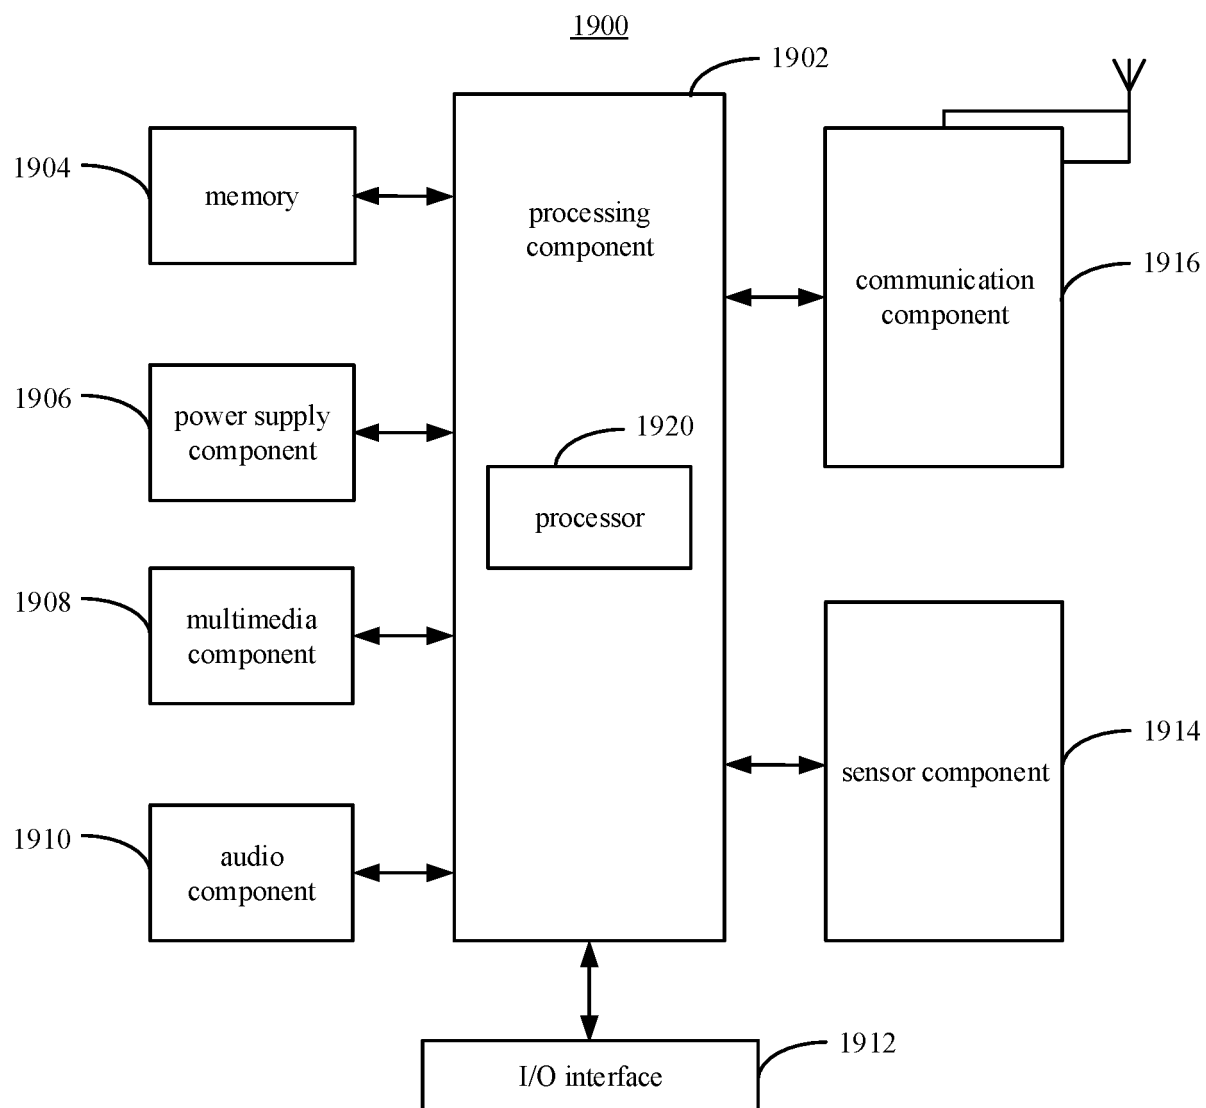 1900
1902
1904
memory
processing
component
communication
component
1916
1906
power supply
component
1920
processor
1908
multimedia
component
sensor component
1914
1910
audio
component
I/O interface
1912